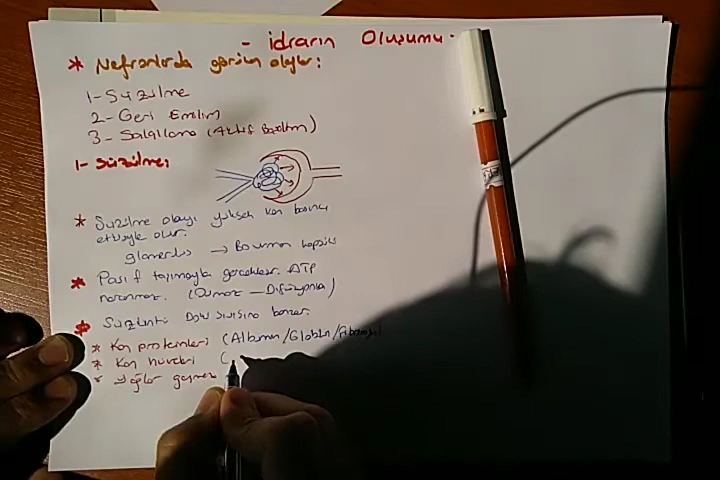 - idrarın Oluşumu -
* Nefronlarda görülen olaylar:
1- Süzülme
2- Geri Emilim
3- Salgılama (Aktif Boşaltım)
1- Süzülme:
* Süzülme olayı yüksek kan basıncı
etkisiyle olur.
glomerulus → Bowman kapsülü
* Pasif taşımayla gerçekleşir. ATP
harcanmaz. (Osmoz - Difüzyonla)
* Süzüntü Doku sıvısına benzer.
* Kan proteinleri (Albumin/Globulin/Fibrinojen)
* Kan hücreleri (
* Yağlar geçmez